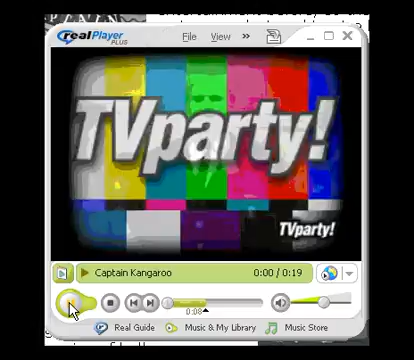 realPlayer
PLUS
File View »
TVparty!
TVparty!
Captain Kangaroo 0:00 / 0:19
0:08
Real Guide Music & My Library Music Store